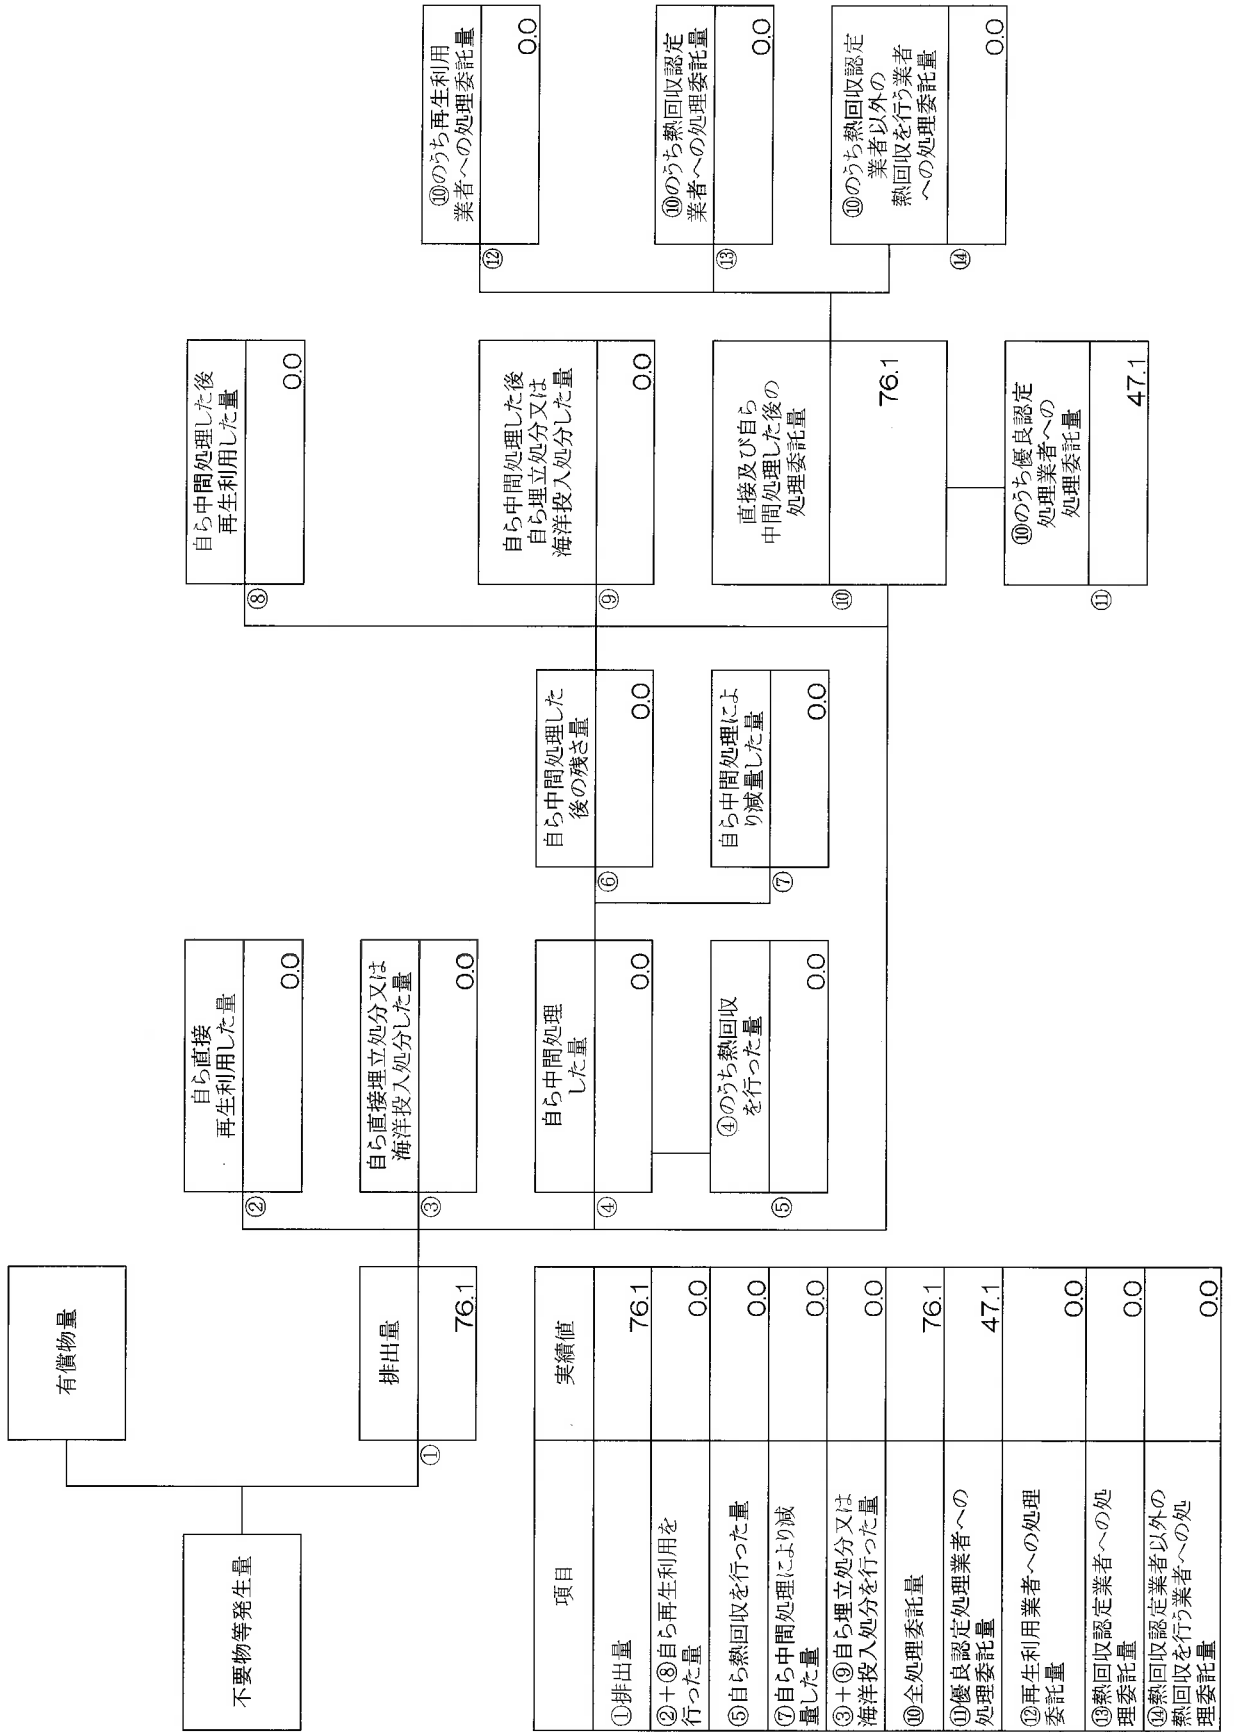 不要物等発生量
有償物量
①
排出量
76.1
②
自ら直接
再生利用した量
0.0
③
自ら直接埋立処分又は
海洋投入処分した量
0.0
④
自ら中間処理
した量
0.0
⑤
④のうち熱回収
を行った量
0.0
⑥
自ら中間処理した
後の残さ量
0.0
⑦
自ら中間処理によ
り減量した量
0.0
⑧
自ら中間処理した後
再生利用した量
0.0
⑨
自ら中間処理した後
自ら埋立処分又は
海洋投入処分した量
0.0
⑩
直接及び自ら
中間処理した後の
処理委託量
76.1
⑪
⑩のうち優良認定
処理業者への
処理委託量
47.1
⑫
⑩のうち再生利用
業者への処理委託量
0.0
⑬
⑩のうち熱回収認定
業者への処理委託量
0.0
⑭
⑩のうち熱回収認定
業者以外の
熱回収を行う業者
への処理委託量
0.0
項目 実績値
①排出量 76.1
②+⑧自ら再生利用を
行った量 0.0
⑤自ら熱回収を行った量 0.0
⑦自ら中間処理により減
量した量 0.0
③+⑨自ら埋立処分又は
海洋投入処分を行った量 0.0
⑩全処理委託量 76.1
⑪優良認定処理業者への
処理委託量 47.1
⑫再生利用業者への処理
委託量 0.0
⑬熱回収認定業者への処
理委託量 0.0
⑭熱回収認定業者以外の
熱回収を行う業者への処
理委託量 0.0